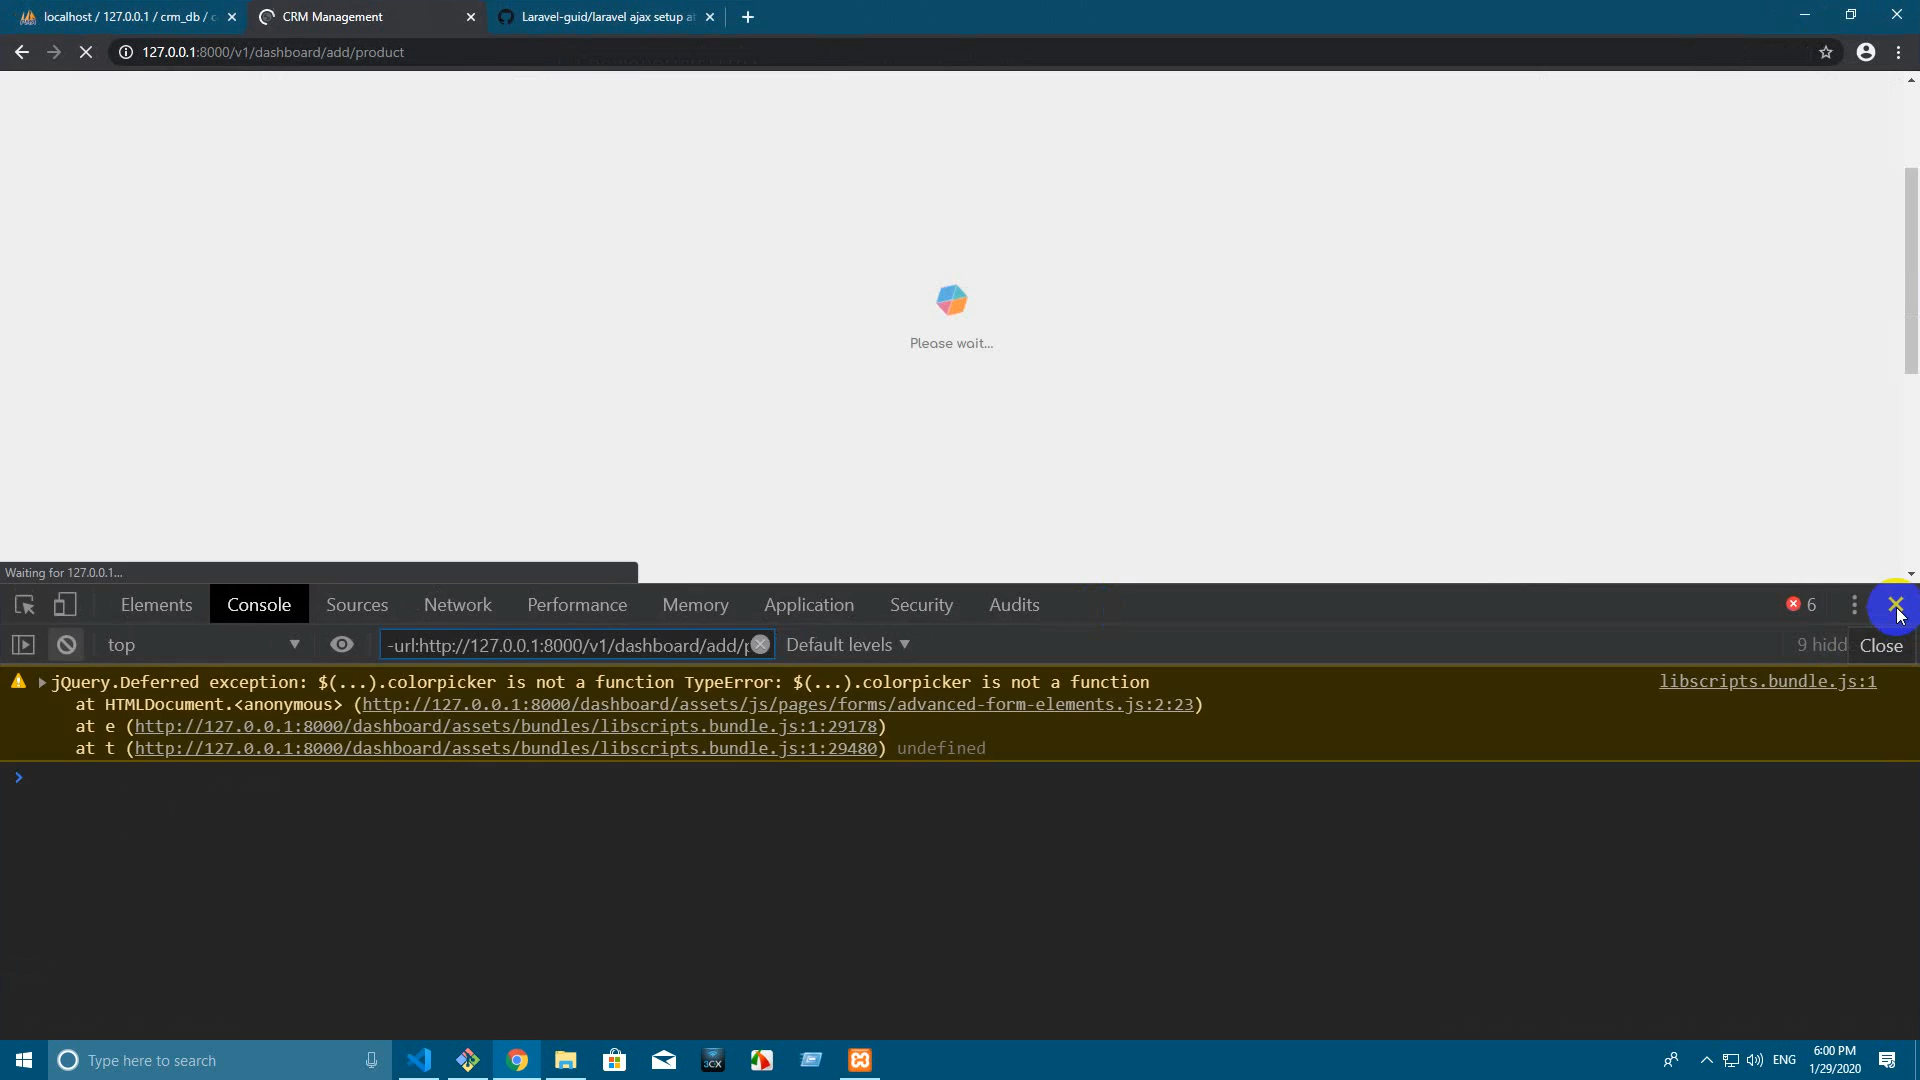 localhost / 127.0.0.1 / crm_db / c
CRM Management
Laravel-guid/laravel ajax setup at
127.0.0.1:8000/v1/dashboard/add/product
Please wait...
Waiting for 127.0.0.1...
Elements Console Sources Network Performance Memory Application Security Audits 6
top -url:http://127.0.0.1:8000/v1/dashboard/add/p Default levels 9 hidd Close
jQuery.Deferred exception: $(...).colorpicker is not a function TypeError: $(...).colorpicker is not a function libscripts.bundle.js:1
at HTMLDocument.<anonymous> (http://127.0.0.1:8000/dashboard/assets/js/pages/forms/advanced-form-elements.js:2:23)
at e (http://127.0.0.1:8000/dashboard/assets/bundles/libscripts.bundle.js:1:29178)
at t (http://127.0.0.1:8000/dashboard/assets/bundles/libscripts.bundle.js:1:29480) undefined
Type here to search
3CX
ENG
6:00 PM
1/29/2020